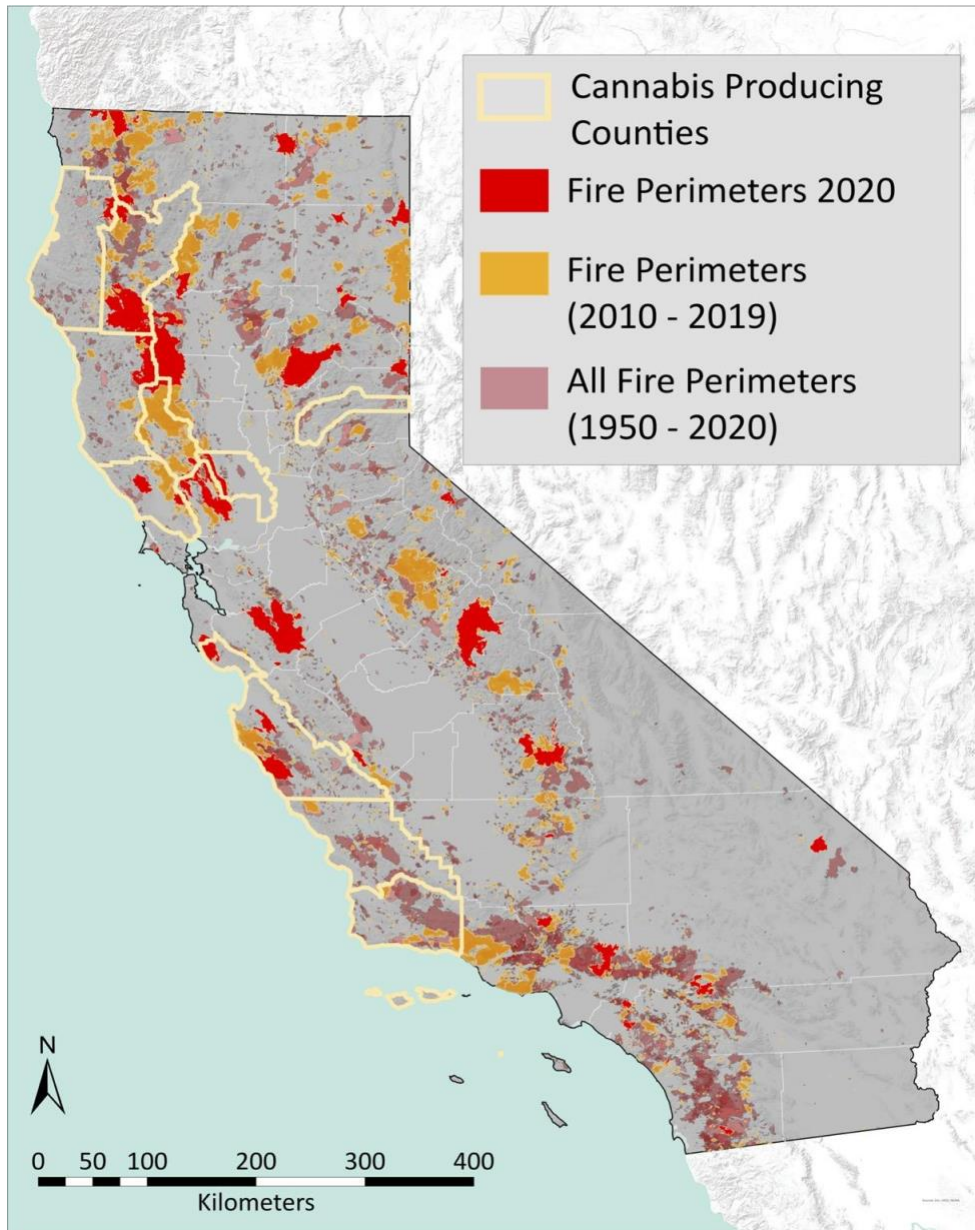 Cannabis Producing
Counties
Fire Perimeters 2020
Fire Perimeters
(2010 - 2019)
All Fire Perimeters
(1950 - 2020)
N
0 50 100 200 300 400
Kilometers